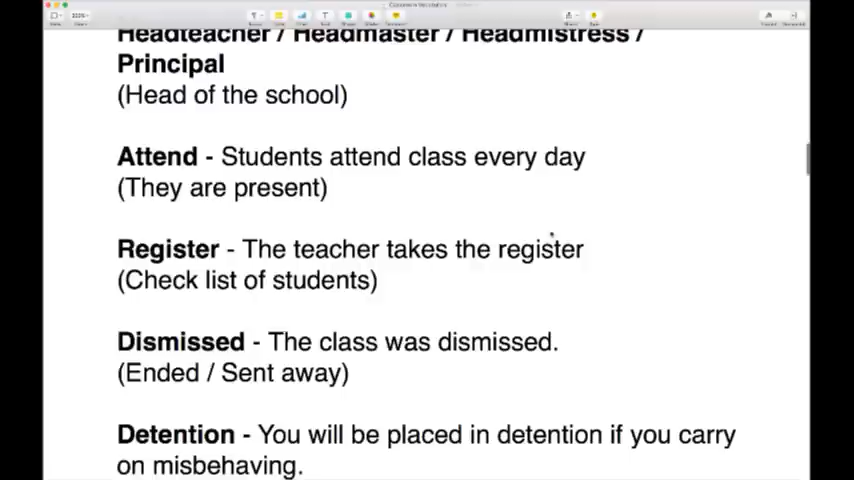 Headteacher / Headmaster / Headmistress /
Principal
(Head of the school)
Attend - Students attend class every day
(They are present)
Register - The teacher takes the register
(Check list of students)
Dismissed - The class was dismissed.
(Ended / Sent away)
Detention - You will be placed in detention if you carry
on misbehaving.